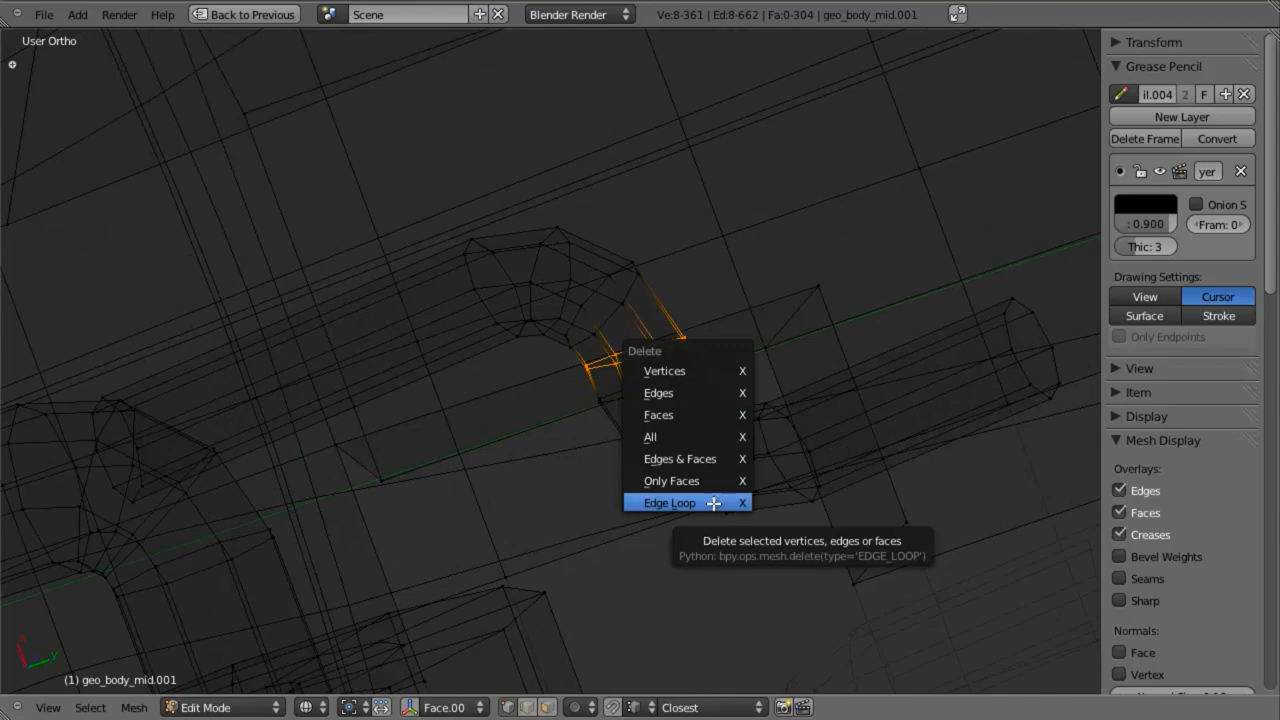 File Add Render Help Back to Previous Scene Blender Render Ve:8-361 | Ed:8-662 | Fa:0-304 | geo_body_mid.001
User Ortho
Transform
Grease Pencil
il.004 2 F
New Layer
Delete Frame Convert
yer
Onion S
: 0.900 Fram: 0
Thic: 3
Drawing Settings:
View Cursor
Surface Stroke
Only Endpoints
View
Item
Display
Mesh Display
Overlays:
Edges
Faces
Creases
Bevel Weights
Seams
Sharp
Normals:
Face
Vertex
Delete
Vertices X
Edges X
Faces X
All X
Edges & Faces X
Only Faces X
Edge Loop X
Delete selected vertices, edges or faces
Python: bpy.ops.mesh.delete(type='EDGE_LOOP')
y
(1) geo_body_mid.001
View Select Mesh Edit Mode Face.00 Closest